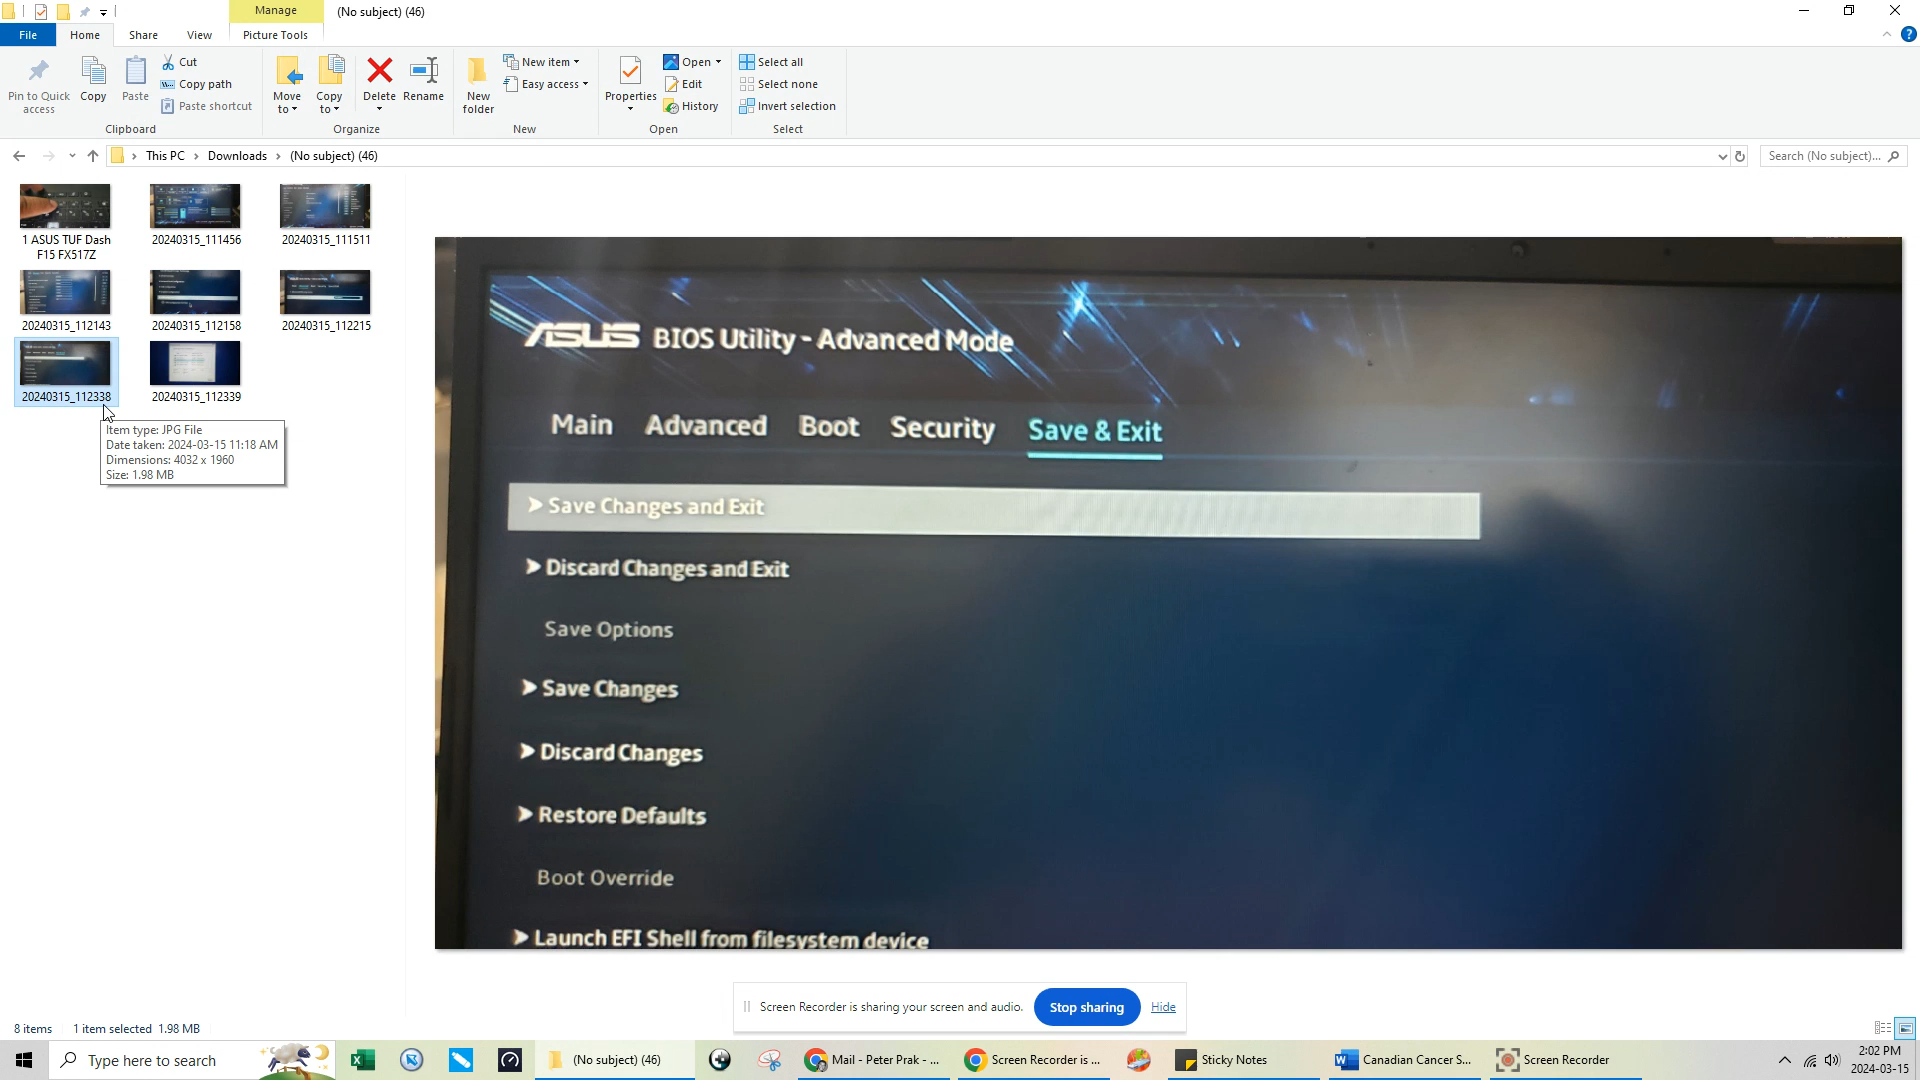 Manage
(No subject) (46)
File
Home
Share
View
Picture Tools
Pin to Quick access
Copy
Paste
Cut
Copy path
Paste shortcut
Clipboard
Move to
Copy to
Delete
Rename
Organize
New folder
New item
Easy access
New
Properties
Open
Edit
History
Open
Select all
Select none
Invert selection
Select
This PC > Downloads > (No subject) (46)
Search (No subject)...
1 ASUS TUF Dash F15 FX517Z
20240315_111456
20240315_111511
20240315_112143
20240315_112158
20240315_112215
20240315_112338
20240315_112339
Item type: JPG File
Date taken: 2024-03-15 11:18 AM
Dimensions: 4032 x 1960
Size: 1.98 MB
ASUS BIOS Utility - Advanced Mode
Main Advanced Boot Security Save & Exit
Save Changes and Exit
Discard Changes and Exit
Save Options
Save Changes
Discard Changes
Restore Defaults
Boot Override
Launch EFI Shell from filesystem device
Screen Recorder is sharing your screen and audio.
Stop sharing
Hide
8 items
1 item selected 1.98 MB
Type here to search
(No subject) (46)
Mail - Peter Prak - ...
Screen Recorder is ...
Sticky Notes
Canadian Cancer S...
Screen Recorder
2:02 PM
2024-03-15